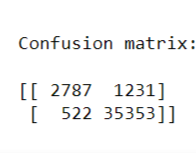 Confusion matrix:
[[ 2787 1231]
[ 522 35353]]